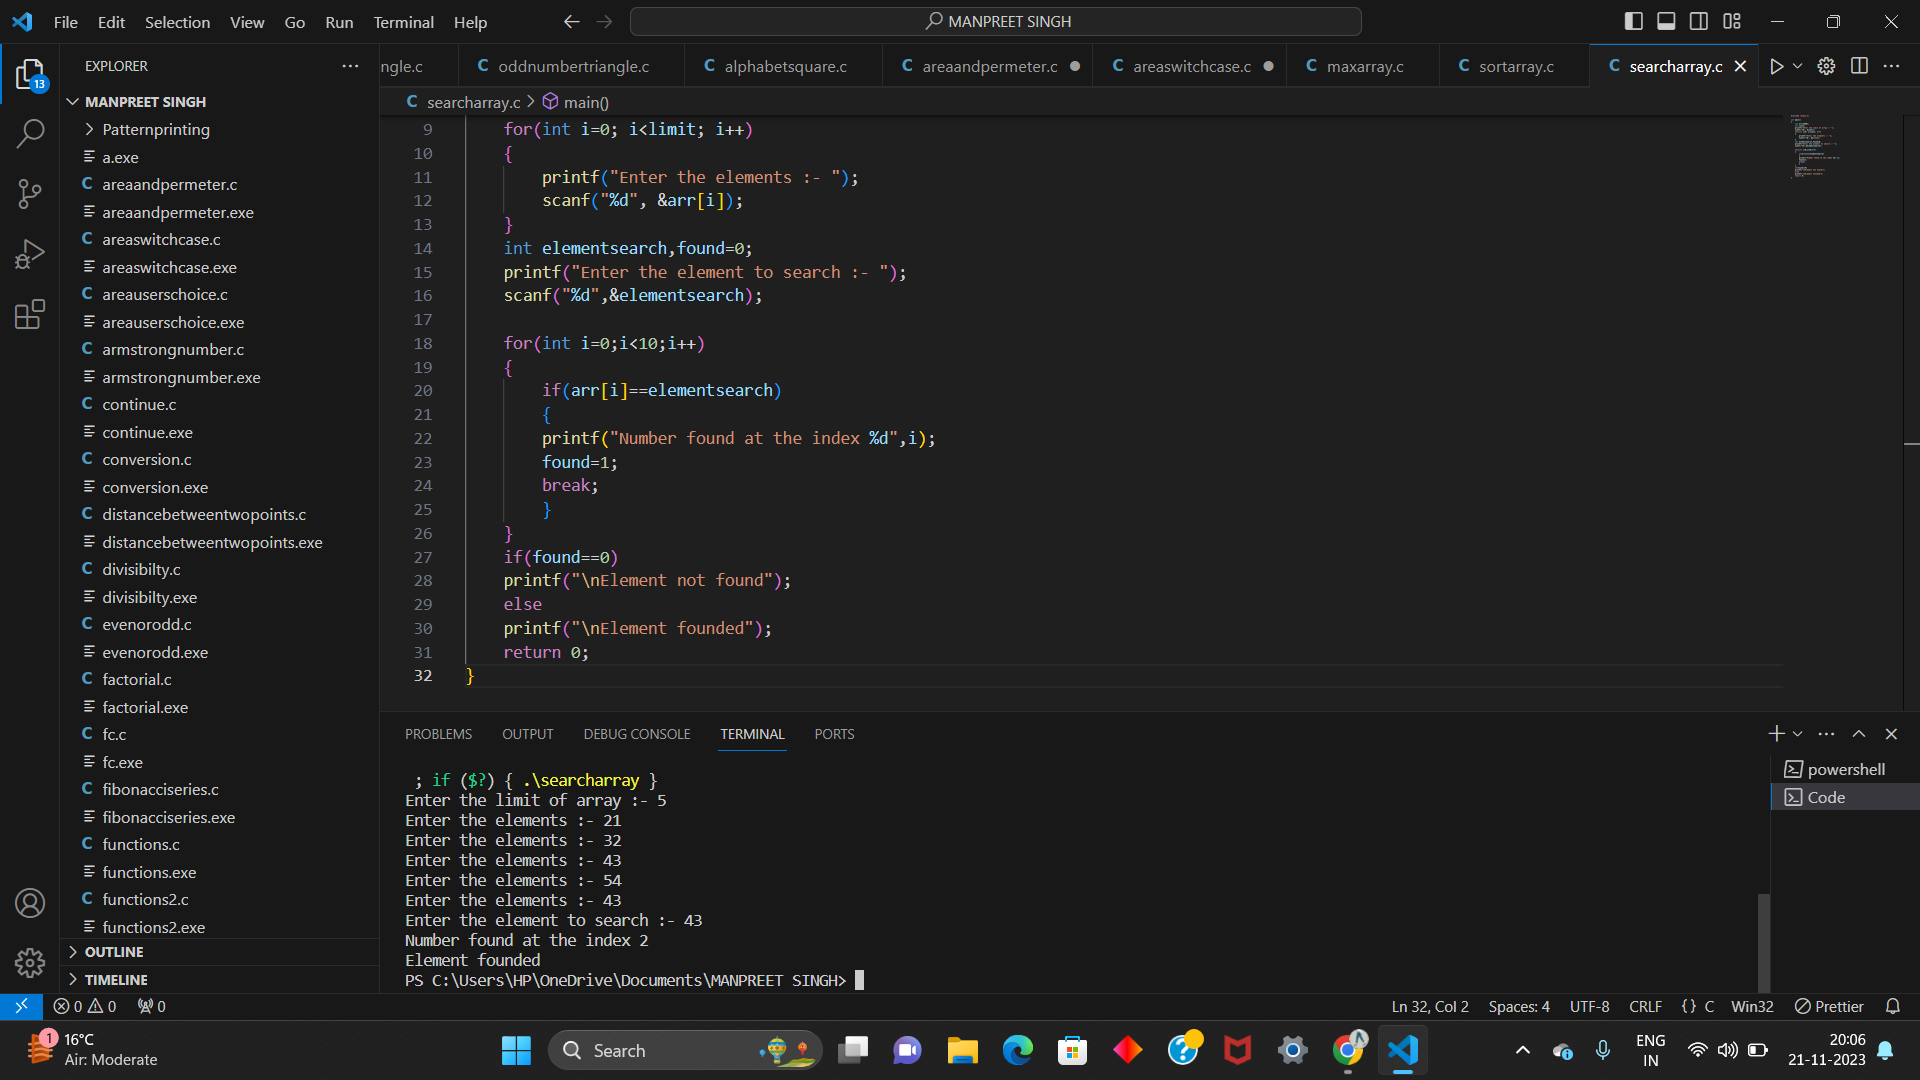 File Edit Selection View Go Run Terminal Help
MANPREET SINGH
13
EXPLORER
MANPREET SINGH
Patternprinting
a.exe
C areaandpermeter.c
areaandpermeter.exe
C areaswitchcase.c
areaswitchcase.exe
C areauserschoice.c
areauserschoice.exe
C armstrongnumber.c
armstrongnumber.exe
C continue.c
continue.exe
C conversion.c
conversion.exe
C distancebetweentwopoints.c
distancebetweentwopoints.exe
C divisibilty.c
divisibilty.exe
C evenorodd.c
evenorodd.exe
C factorial.c
factorial.exe
C fc.c
fc.exe
C fibonacciseries.c
fibonacciseries.exe
C functions.c
functions.exe
C functions2.c
functions2.exe
OUTLINE
TIMELINE
ngle.c C oddnumbertriangle.c C alphabetsquare.c C areaandpermeter.c C areaswitchcase.c C maxarray.c C sortarray.c C searcharray.c
C searcharray.c > main()
9 for(int i=0; i<limit; i++)
10 {
11 printf("Enter the elements :- ");
12 scanf("%d", &arr[i]);
13 }
14 int elementsearch,found=0;
15 printf("Enter the element to search :- ");
16 scanf("%d",&elementsearch);
17
18 for(int i=0;i<10;i++)
19 {
20 if(arr[i]==elementsearch)
21 {
22 printf("Number found at the index %d",i);
23 found=1;
24 break;
25 }
26 }
27 if(found==0)
28 printf("\nElement not found");
29 else
30 printf("\nElement founded");
31 return 0;
32 }
PROBLEMS OUTPUT DEBUG CONSOLE TERMINAL PORTS
; if ($?) { .\searcharray }
Enter the limit of array :- 5
Enter the elements :- 21
Enter the elements :- 32
Enter the elements :- 43
Enter the elements :- 54
Enter the elements :- 43
Enter the element to search :- 43
Number found at the index 2
Element founded
PS C:\Users\HP\OneDrive\Documents\MANPREET SINGH>
powershell
Code
0 0 0
Ln 32, Col 2 Spaces: 4 UTF-8 CRLF {} C Win32 Prettier
1 16°C
Air: Moderate
Search
ENG
IN
20:06
21-11-2023